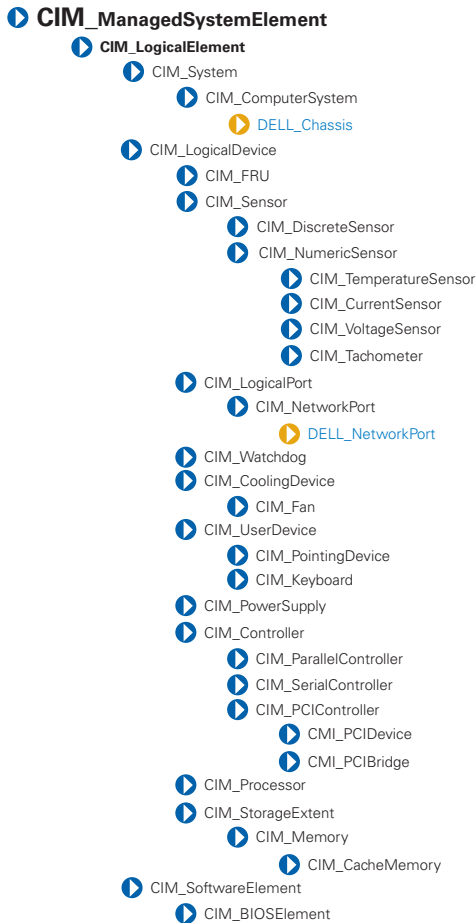 CIM_ManagedSystemElement
CIM_LogicalElement
CIM_System
CIM_ComputerSystem
DELL_Chassis
CIM_LogicalDevice
CIM_FRU
CIM_Sensor
CIM_DiscreteSensor
CIM_NumericSensor
CIM_TemperatureSensor
CIM_CurrentSensor
CIM_VoltageSensor
CIM_Tachometer
CIM_LogicalPort
CIM_NetworkPort
DELL_NetworkPort
CIM_Watchdog
CIM_CoolingDevice
CIM_Fan
CIM_UserDevice
CIM_PointingDevice
CIM_Keyboard
CIM_PowerSupply
CIM_Controller
CIM_ParallelController
CIM_SerialController
CIM_PCIController
CMI_PCIDevice
CMI_PCIBridge
CIM_Processor
CIM_StorageExtent
CIM_Memory
CIM_CacheMemory
CIM_SoftwareElement
CIM_BIOSElement